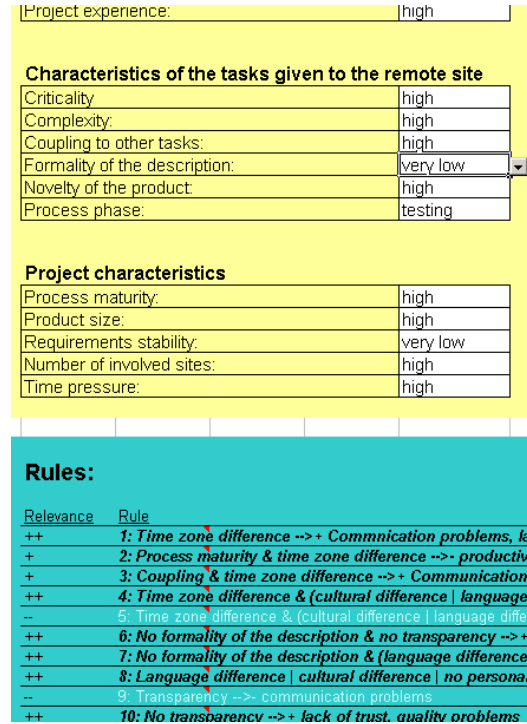 Project experience: high
Characteristics of the tasks given to the remote site
Criticality high
Complexity: high
Coupling to other tasks: high
Formality of the description: very low
Novelty of the product: high
Process phase: testing
Project characteristics
Process maturity: high
Product size: high
Requirements stability: very low
Number of involved sites: high
Time pressure: high
Rules:
Relevance Rule
++ 1: Time zone difference -->+ Commnication problems, la
+ 2: Process maturity & time zone difference -->- productiv
+ 3: Coupling & time zone difference -->+ Communication
++ 4: Time zone difference & (cultural difference | language
-- 5: Time zone difference & (cultural difference | language diffe
++ 6: No formality of the description & no transparency -->+
++ 7: No formality of the description & (language difference
++ 8: Language difference | cultural difference | no persona
-- 9: Transparency -->- communication problems
++ 10: No transparency -->+ lack of trust, quality problems